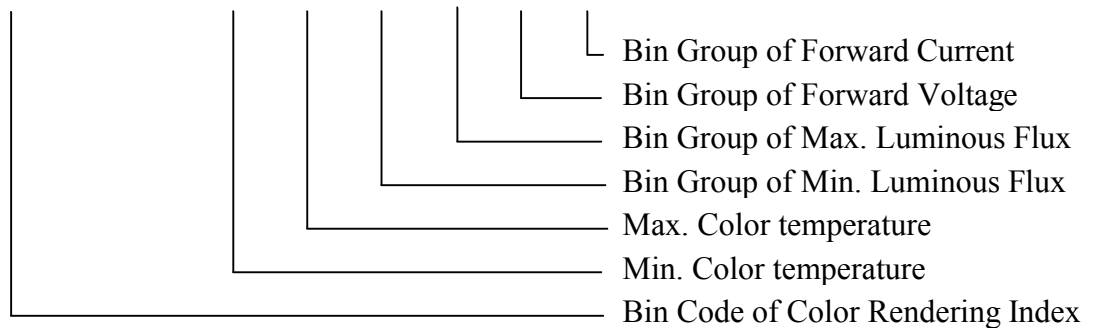 Bin Group of Forward Current
Bin Group of Forward Voltage
Bin Group of Max. Luminous Flux
Bin Group of Min. Luminous Flux
Max. Color temperature
Min. Color temperature
Bin Code of Color Rendering Index